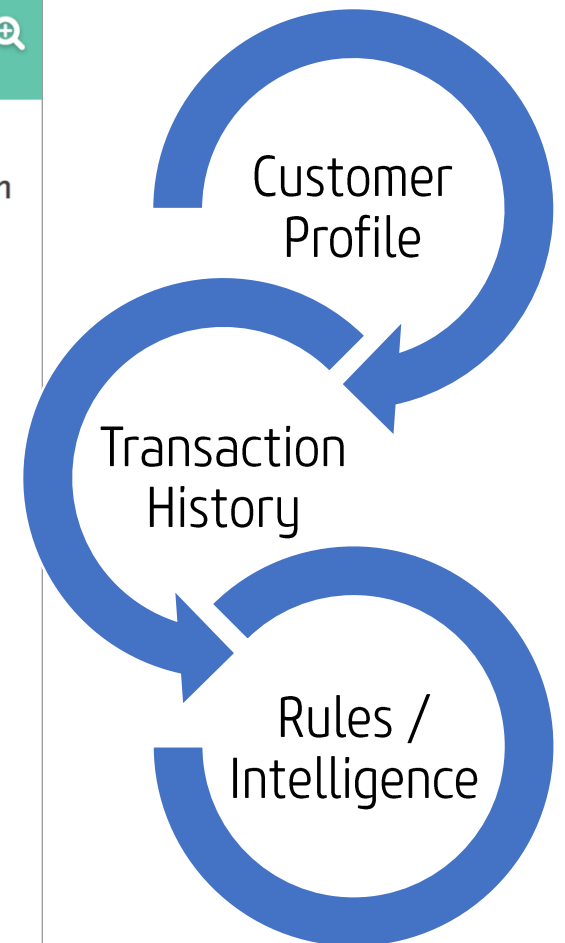 Customer
Profile
Transaction
History
Rules /
Intelligence